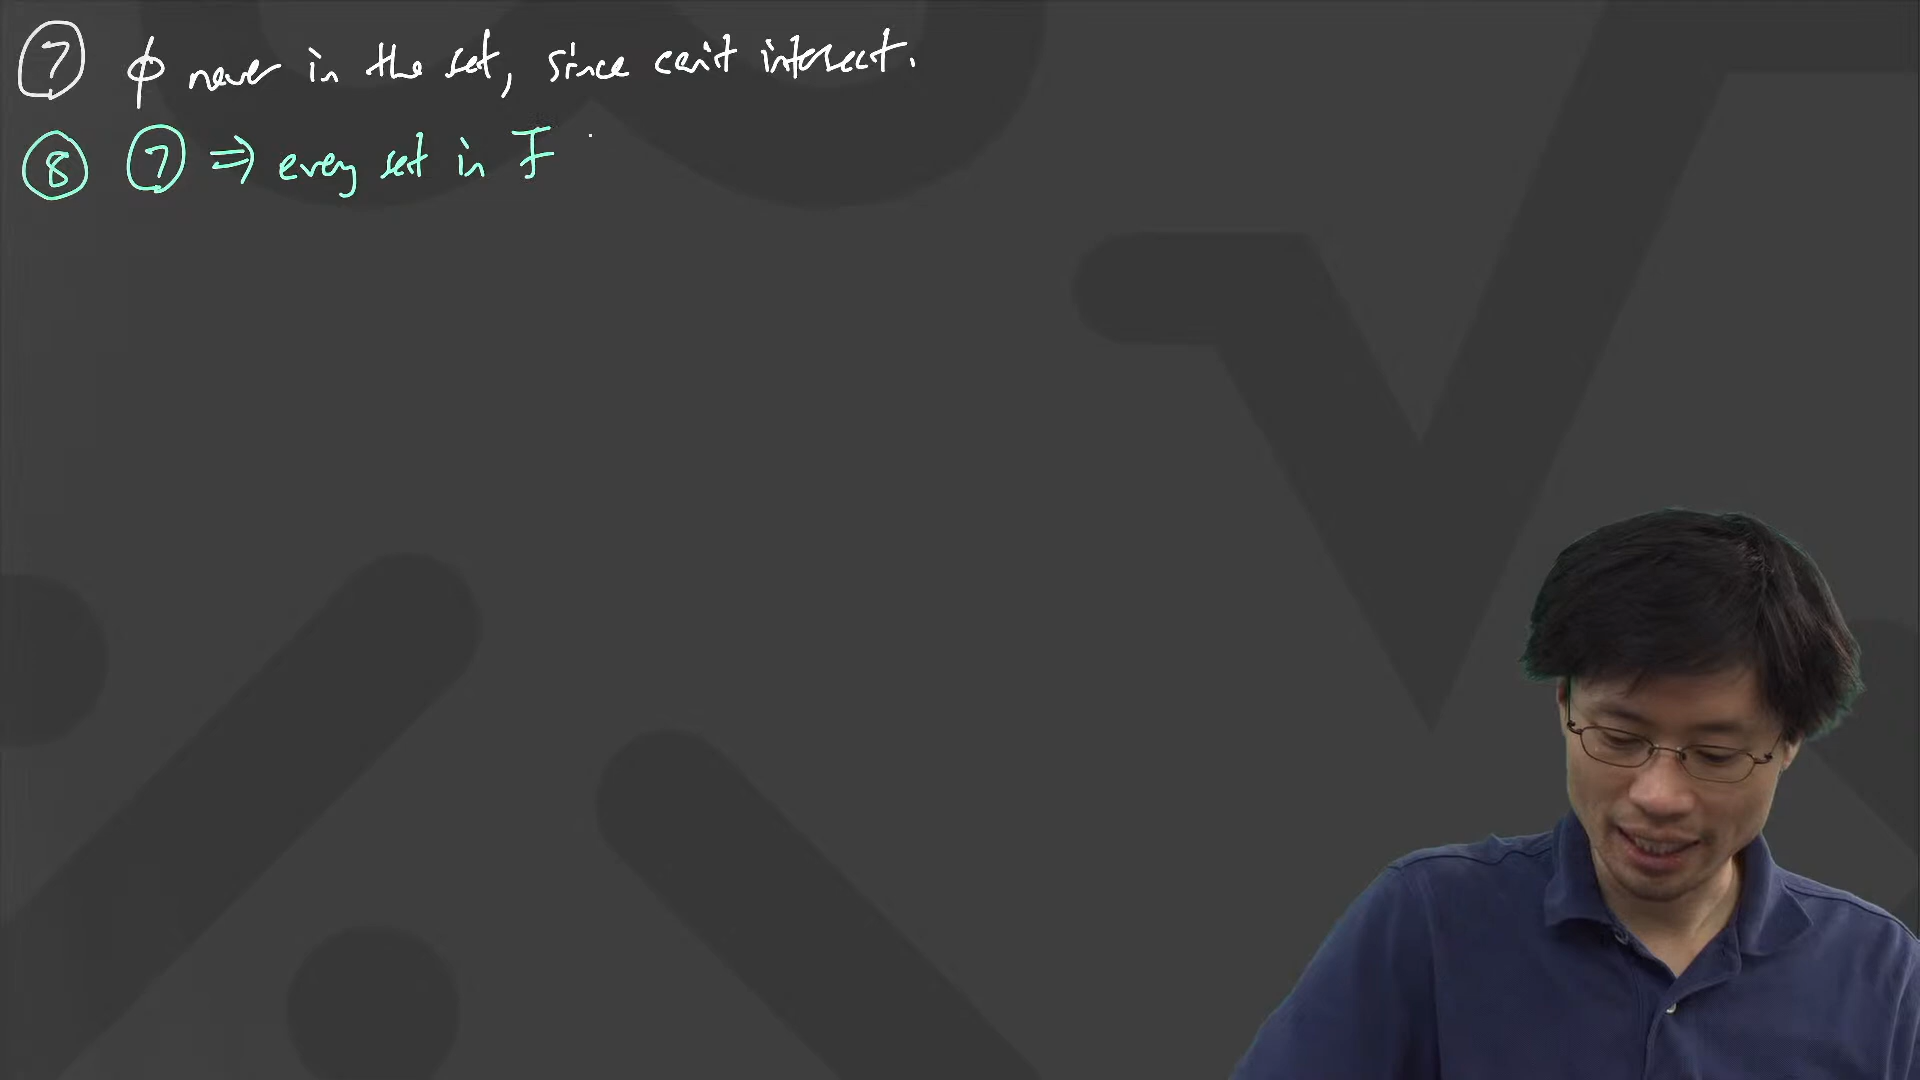 ⑦ ϕ never in the set, since can't intersect.
⑧ ⑦ ⇒ every set in F